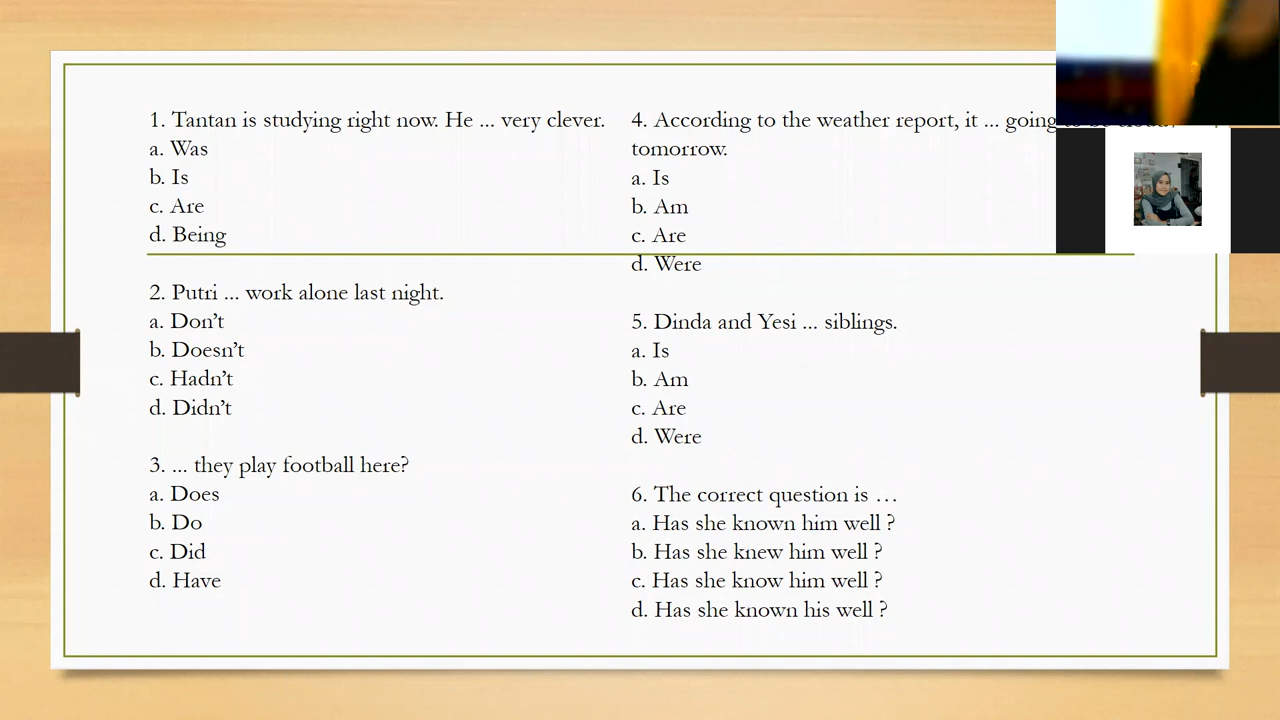 1. Tantan is studying right now. He ... very clever.
a. Was
b. Is
c. Are
d. Being
2. Putri ... work alone last night.
a. Don’t
b. Doesn’t
c. Hadn’t
d. Didn’t
3. ... they play football here?
a. Does
b. Do
c. Did
d. Have
4. According to the weather report, it ... going
tomorrow.
a. Is
b. Am
c. Are
d. Were
5. Dinda and Yesi ... siblings.
a. Is
b. Am
c. Are
d. Were
6. The correct question is …
a. Has she known him well ?
b. Has she knew him well ?
c. Has she know him well ?
d. Has she known his well ?